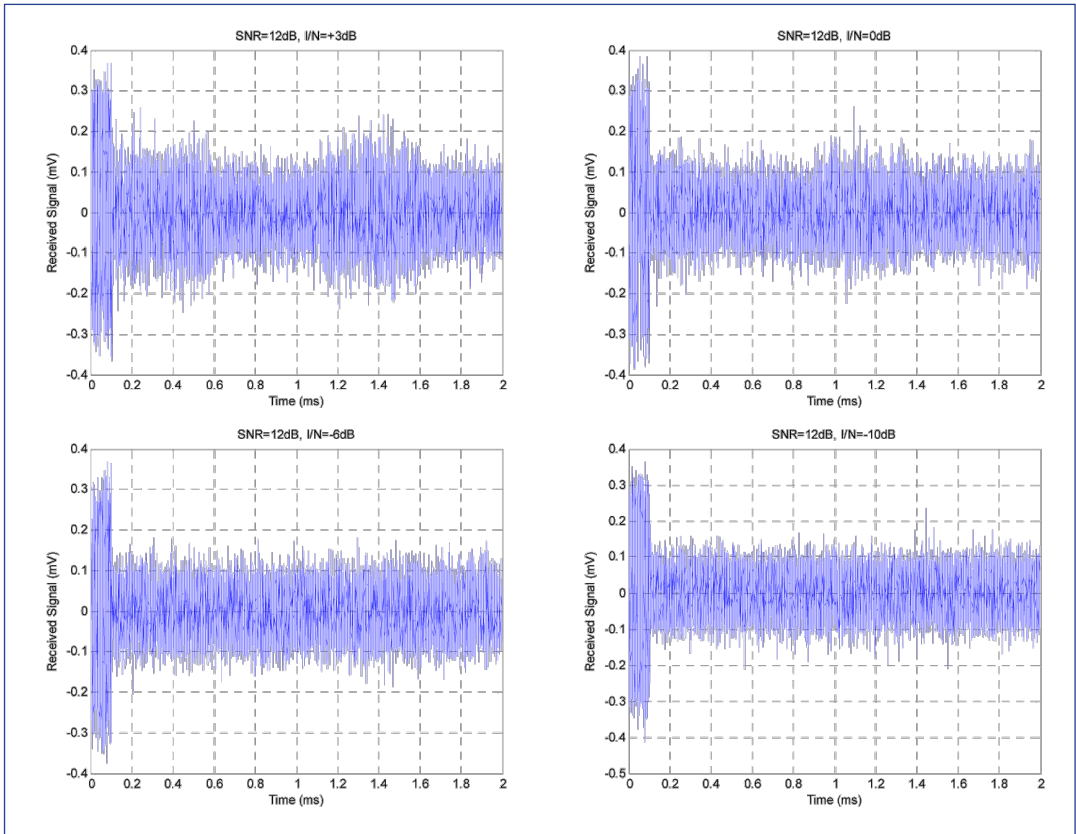 SNR=12dB, I/N=+3dB
0.4
0.3
0.2
0.1
0
-0.1
-0.2
-0.3
-0.4
Received Signal (mV)
0 0.2 0.4 0.6 0.8 1 1.2 1.4 1.6 1.8 2
Time (ms)
SNR=12dB, I/N=0dB
0.4
0.3
0.2
0.1
0
-0.1
-0.2
-0.3
-0.4
Received Signal (mV)
0 0.2 0.4 0.6 0.8 1 1.2 1.4 1.6 1.8 2
Time (ms)
SNR=12dB, I/N=-6dB
0.4
0.3
0.2
0.1
0
-0.1
-0.2
-0.3
-0.4
Received Signal (mV)
0 0.2 0.4 0.6 0.8 1 1.2 1.4 1.6 1.8 2
Time (ms)
SNR=12dB, I/N=-10dB
0.4
0.3
0.2
0.1
0
-0.1
-0.2
-0.3
-0.4
-0.5
Received Signal (mV)
0 0.2 0.4 0.6 0.8 1 1.2 1.4 1.6 1.8 2
Time (ms)